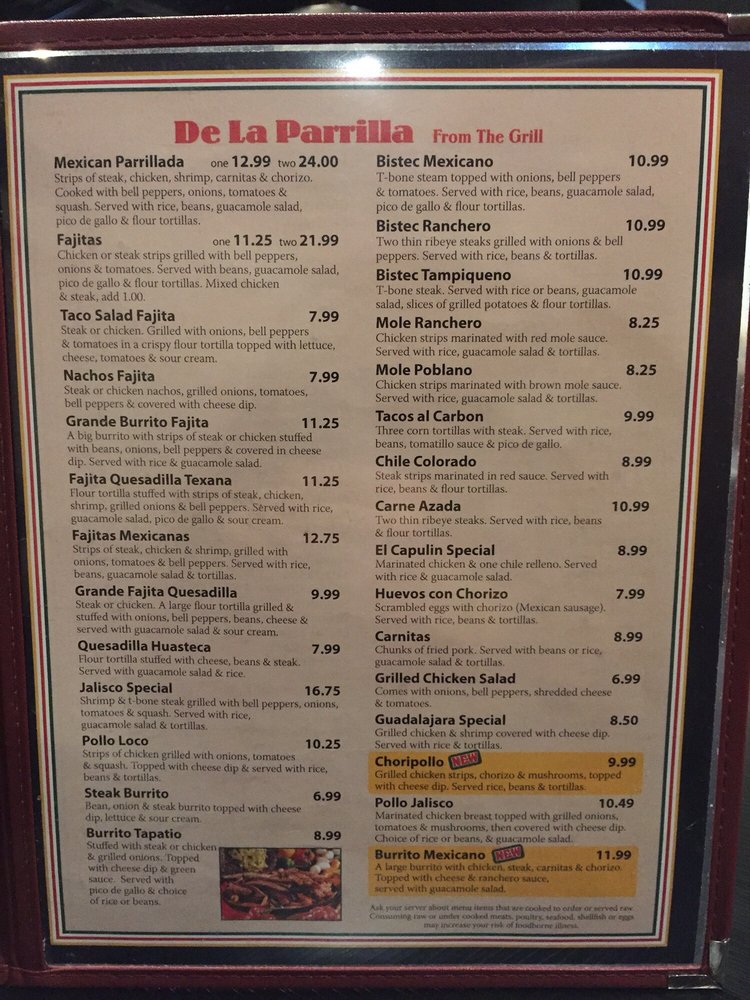 De La Parrilla From The Grill
Mexican Parrillada one 12.99 two 24.00
Strips of steak, chicken, shrimp, carnitas & chorizo.
Cooked with bell peppers, onions, tomatoes &
squash. Served with rice, beans, guacamole salad,
pico de gallo & flour tortillas.
Fajitas one 11.25 two 21.99
Chicken or steak strips grilled with bell peppers,
onions & tomatoes. Served with beans, guacamole salad,
pico de gallo & flour tortillas. Mixed chicken
& steak, add 1.00.
Taco Salad Fajita 7.99
Steak or chicken. Grilled with onions, bell peppers
& tomatoes in a crispy flour tortilla topped with lettuce,
cheese, tomatoes & sour cream.
Nachos Fajita 7.99
Steak or chicken nachos, grilled onions, tomatoes,
bell peppers & covered with cheese dip.
Grande Burrito Fajita 11.25
A big burrito with strips of steak or chicken stuffed
with beans, onions, bell peppers & covered in cheese
dip. Served with rice & guacamole salad.
Fajita Quesadilla Texana 11.25
Flour tortilla stuffed with strips of steak, chicken,
shrimp, grilled onions & bell peppers. Served with rice,
guacamole salad, pico de gallo & sour cream.
Fajitas Mexicanas 12.75
Strips of steak, chicken & shrimp, grilled with
onions, tomatoes & bell peppers. Served with rice,
beans, guacamole salad & tortillas.
Grande Fajita Quesadilla 9.99
Steak or chicken. A large flour tortilla grilled &
stuffed with onions, bell peppers, beans, cheese &
served with guacamole salad & sour cream.
Quesadilla Huasteca 7.99
Flour tortilla stuffed with cheese, beans & steak.
Served with guacamole salad & rice.
Jalisco Special 16.75
Shrimp & t-bone steak grilled with bell peppers, onions,
tomatoes & squash. Served with rice,
guacamole salad & tortillas.
Pollo Loco 10.25
Strips of chicken grilled with onions, tomatoes
& squash. Topped with cheese dip & served with rice,
beans & tortillas.
Steak Burrito 6.99
Bean, onion & steak burrito topped with cheese
dip, lettuce & sour cream.
Burrito Tapatio 8.99
Stuffed with steak or chicken
& grilled onions. Topped
with cheese dip & green
sauce. Served with
pico de gallo & choice
of rice or beans.
Bistec Mexicano 10.99
T-bone steam topped with onions, bell peppers
& tomatoes. Served with rice, beans, guacamole salad,
pico de gallo & flour tortillas.
Bistec Ranchero 10.99
Two thin ribeye steaks grilled with onions & bell
peppers. Served with rice, beans & tortillas.
Bistec Tampiqueno 10.99
T-bone steak. Served with rice or beans, guacamole
salad, slices of grilled potatoes & flour tortillas.
Mole Ranchero 8.25
Chicken strips marinated with red mole sauce.
Served with rice, guacamole salad & tortillas.
Mole Poblano 8.25
Chicken strips marinated with brown mole sauce.
Served with rice, guacamole salad & tortillas.
Tacos al Carbon 9.99
Three corn tortillas with steak. Served with rice,
beans, tomatillo sauce & pico de gallo.
Chile Colorado 8.99
Steak strips marinated in red sauce. Served with
rice, beans & flour tortillas.
Carne Azada 10.99
Two thin ribeye steaks. Served with rice, beans
& flour tortillas.
El Capulin Special 8.99
Marinated chicken & one chile relleno. Served
with rice & guacamole salad.
Huevos con Chorizo 7.99
Scrambled eggs with chorizo (Mexican sausage).
Served with rice, beans & tortillas.
Carnitas 8.99
Chunks of fried pork. Served with beans or rice,
guacamole salad & tortillas.
Grilled Chicken Salad 6.99
Comes with onions, bell peppers, shredded cheese
& tomatoes.
Guadalajara Special 8.50
Grilled chicken & shrimp covered with cheese dip.
Served with rice & tortillas.
Choripollo NEW 9.99
Grilled chicken strips, chorizo & mushrooms, topped
with cheese dip. Served rice, beans & tortillas.
Pollo Jalisco 10.49
Marinated chicken breast topped with grilled onions,
tomatoes & mushrooms, then covered with cheese dip.
Choice of rice or beans, & guacamole salad.
Burrito Mexicano NEW 11.99
A large burrito with chicken, steak, carnitas & chorizo.
Topped with cheese & ranchero sauce,
served with guacamole salad.
Ask your server about menu items that are cooked to order or served raw.
Consuming raw or under cooked meats, poultry, seafood, shellfish or eggs
may increase your risk of foodborne illness.